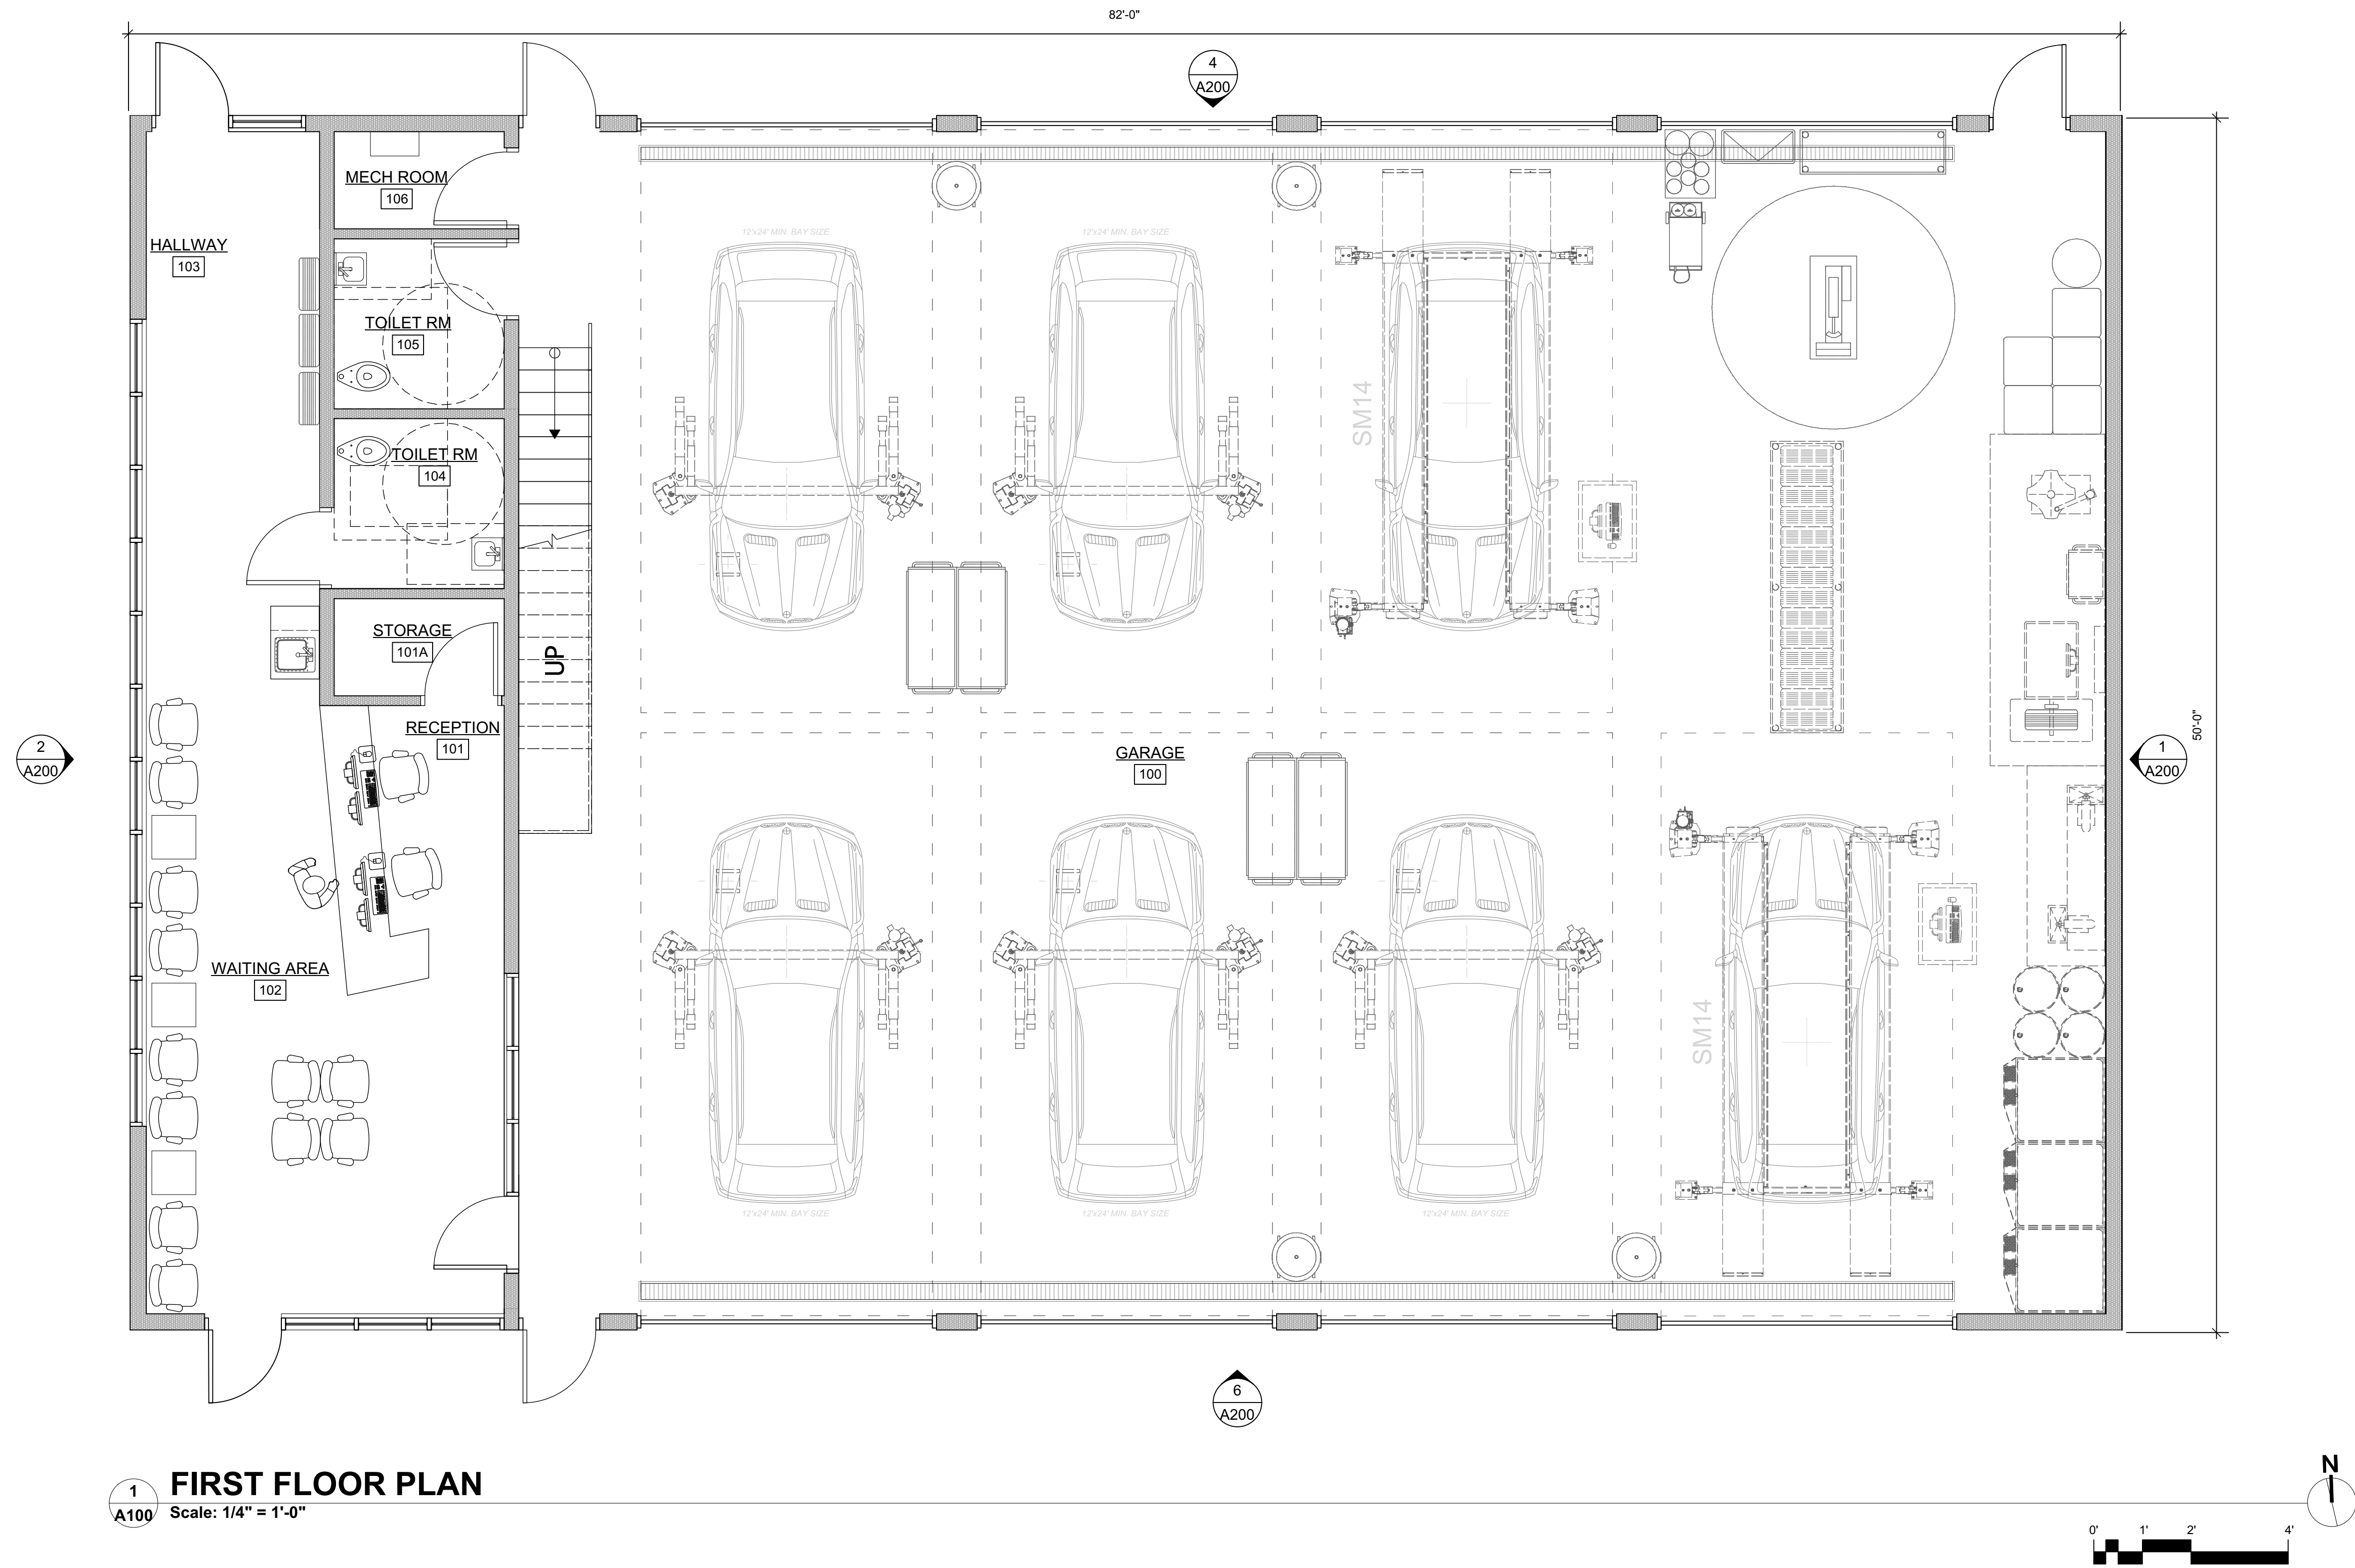 82'-0"
4
A200
MECH ROOM
106
HALLWAY
103
12'x24' MIN. BAY SIZE
12'x24' MIN. BAY SIZE
TOILET RM
105
SM14
TOILET RM
104
STORAGE
101A
UP
RECEPTION
101
50'-0"
2
A200
GARAGE
100
1
A200
WAITING AREA
102
SM14
12'x24' MIN. BAY SIZE
12'x24' MIN. BAY SIZE
12'x24' MIN. BAY SIZE
6
A200
1
A100
FIRST FLOOR PLAN
Scale: 1/4" = 1'-0"
N
0' 1' 2' 4'